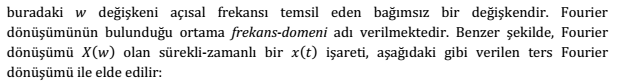 buradaki w değişkeni açısal frekansı temsil eden bağımsız bir değişkendir. Fourier
dönüşümünün bulunduğu ortama frekans-domeni adı verilmektedir. Benzer şekilde, Fourier
dönüşümü X(w) olan sürekli-zamanlı bir x(t) işareti, aşağıdaki gibi verilen ters Fourier
dönüşümü ile elde edilir: